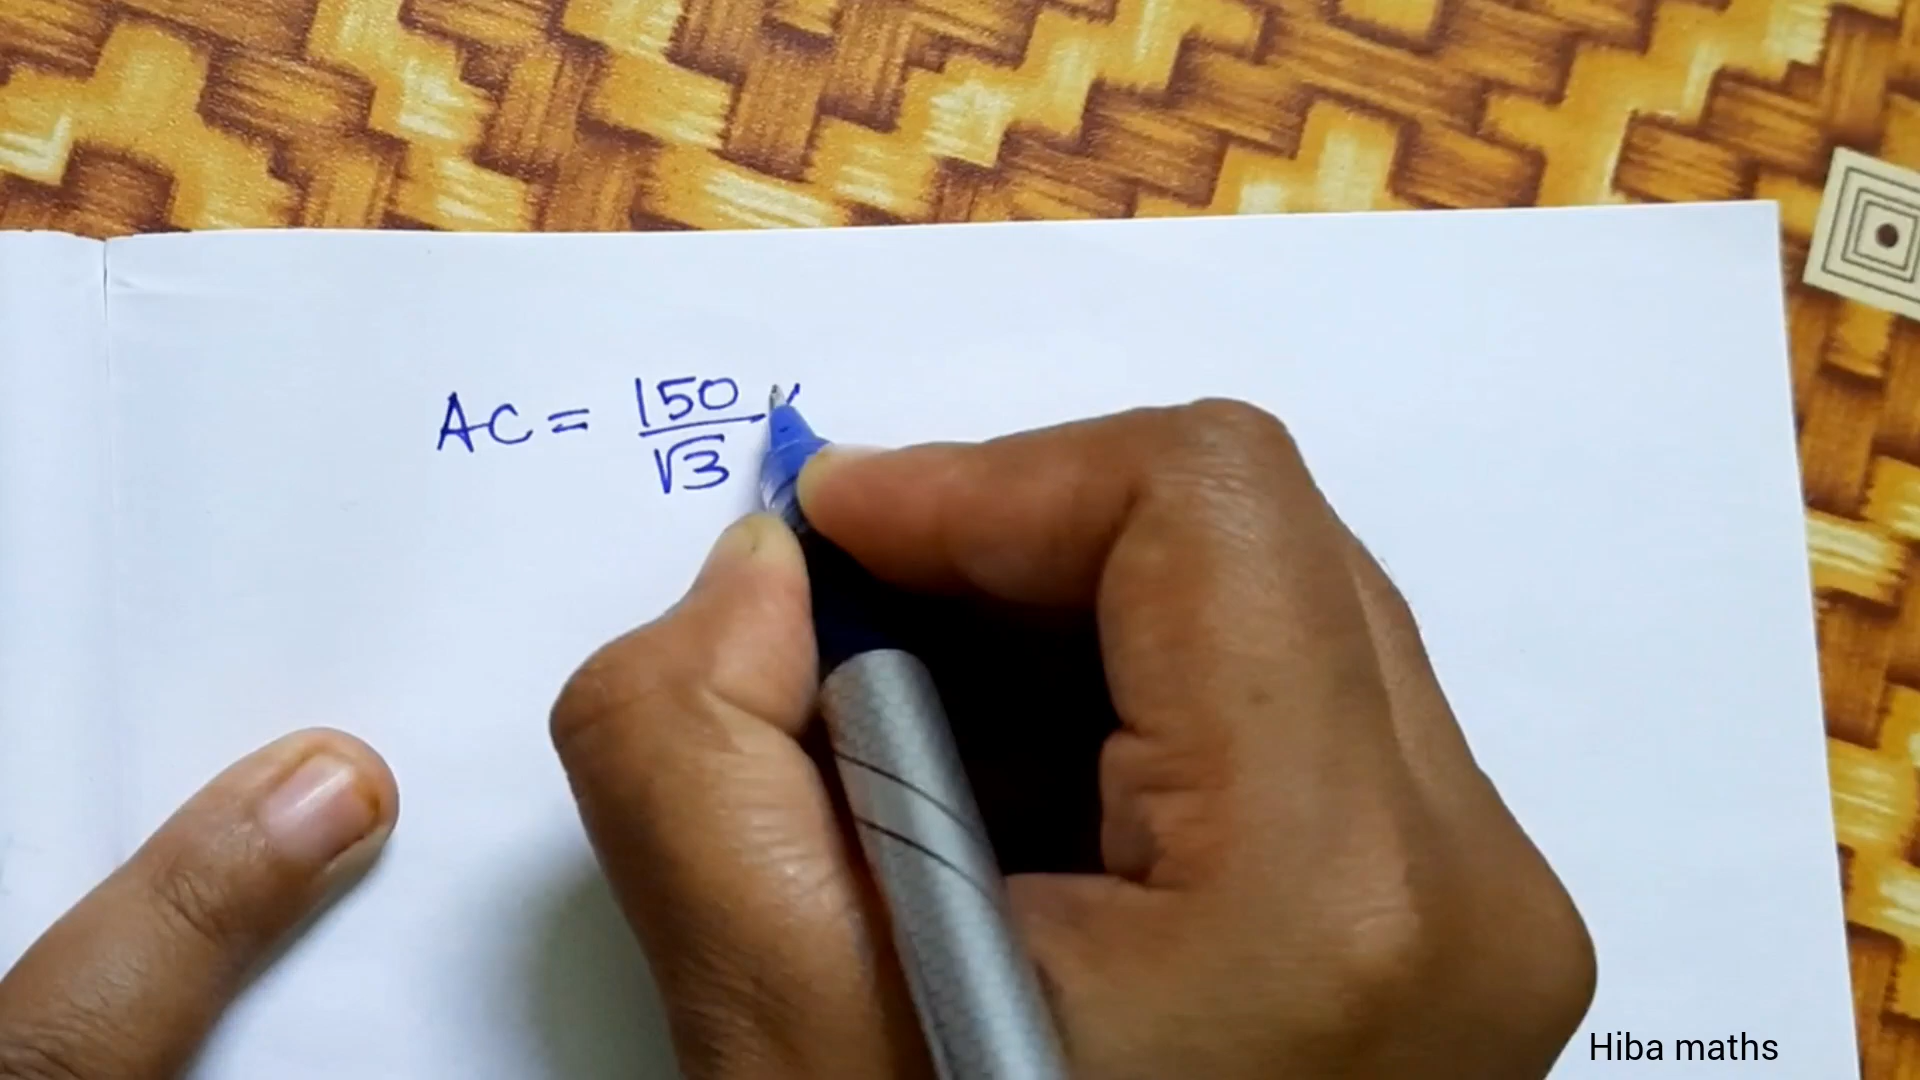 AC = 150/√3 ×
Hiba maths